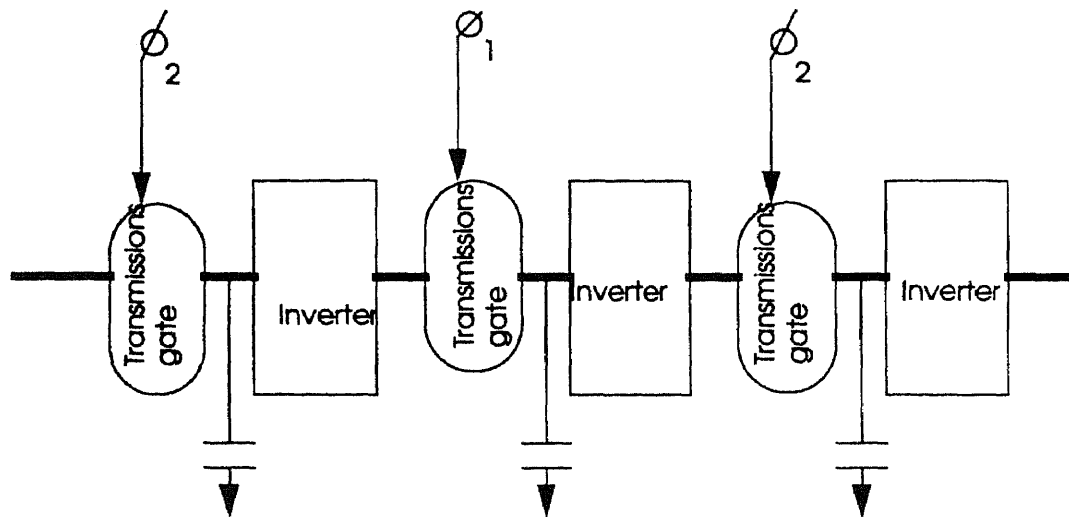 Ø
2
Ø
1
Ø
2
Transmissions
gate
Inverter
Transmissions
gate
Inverter
Transmissions
gate
Inverter